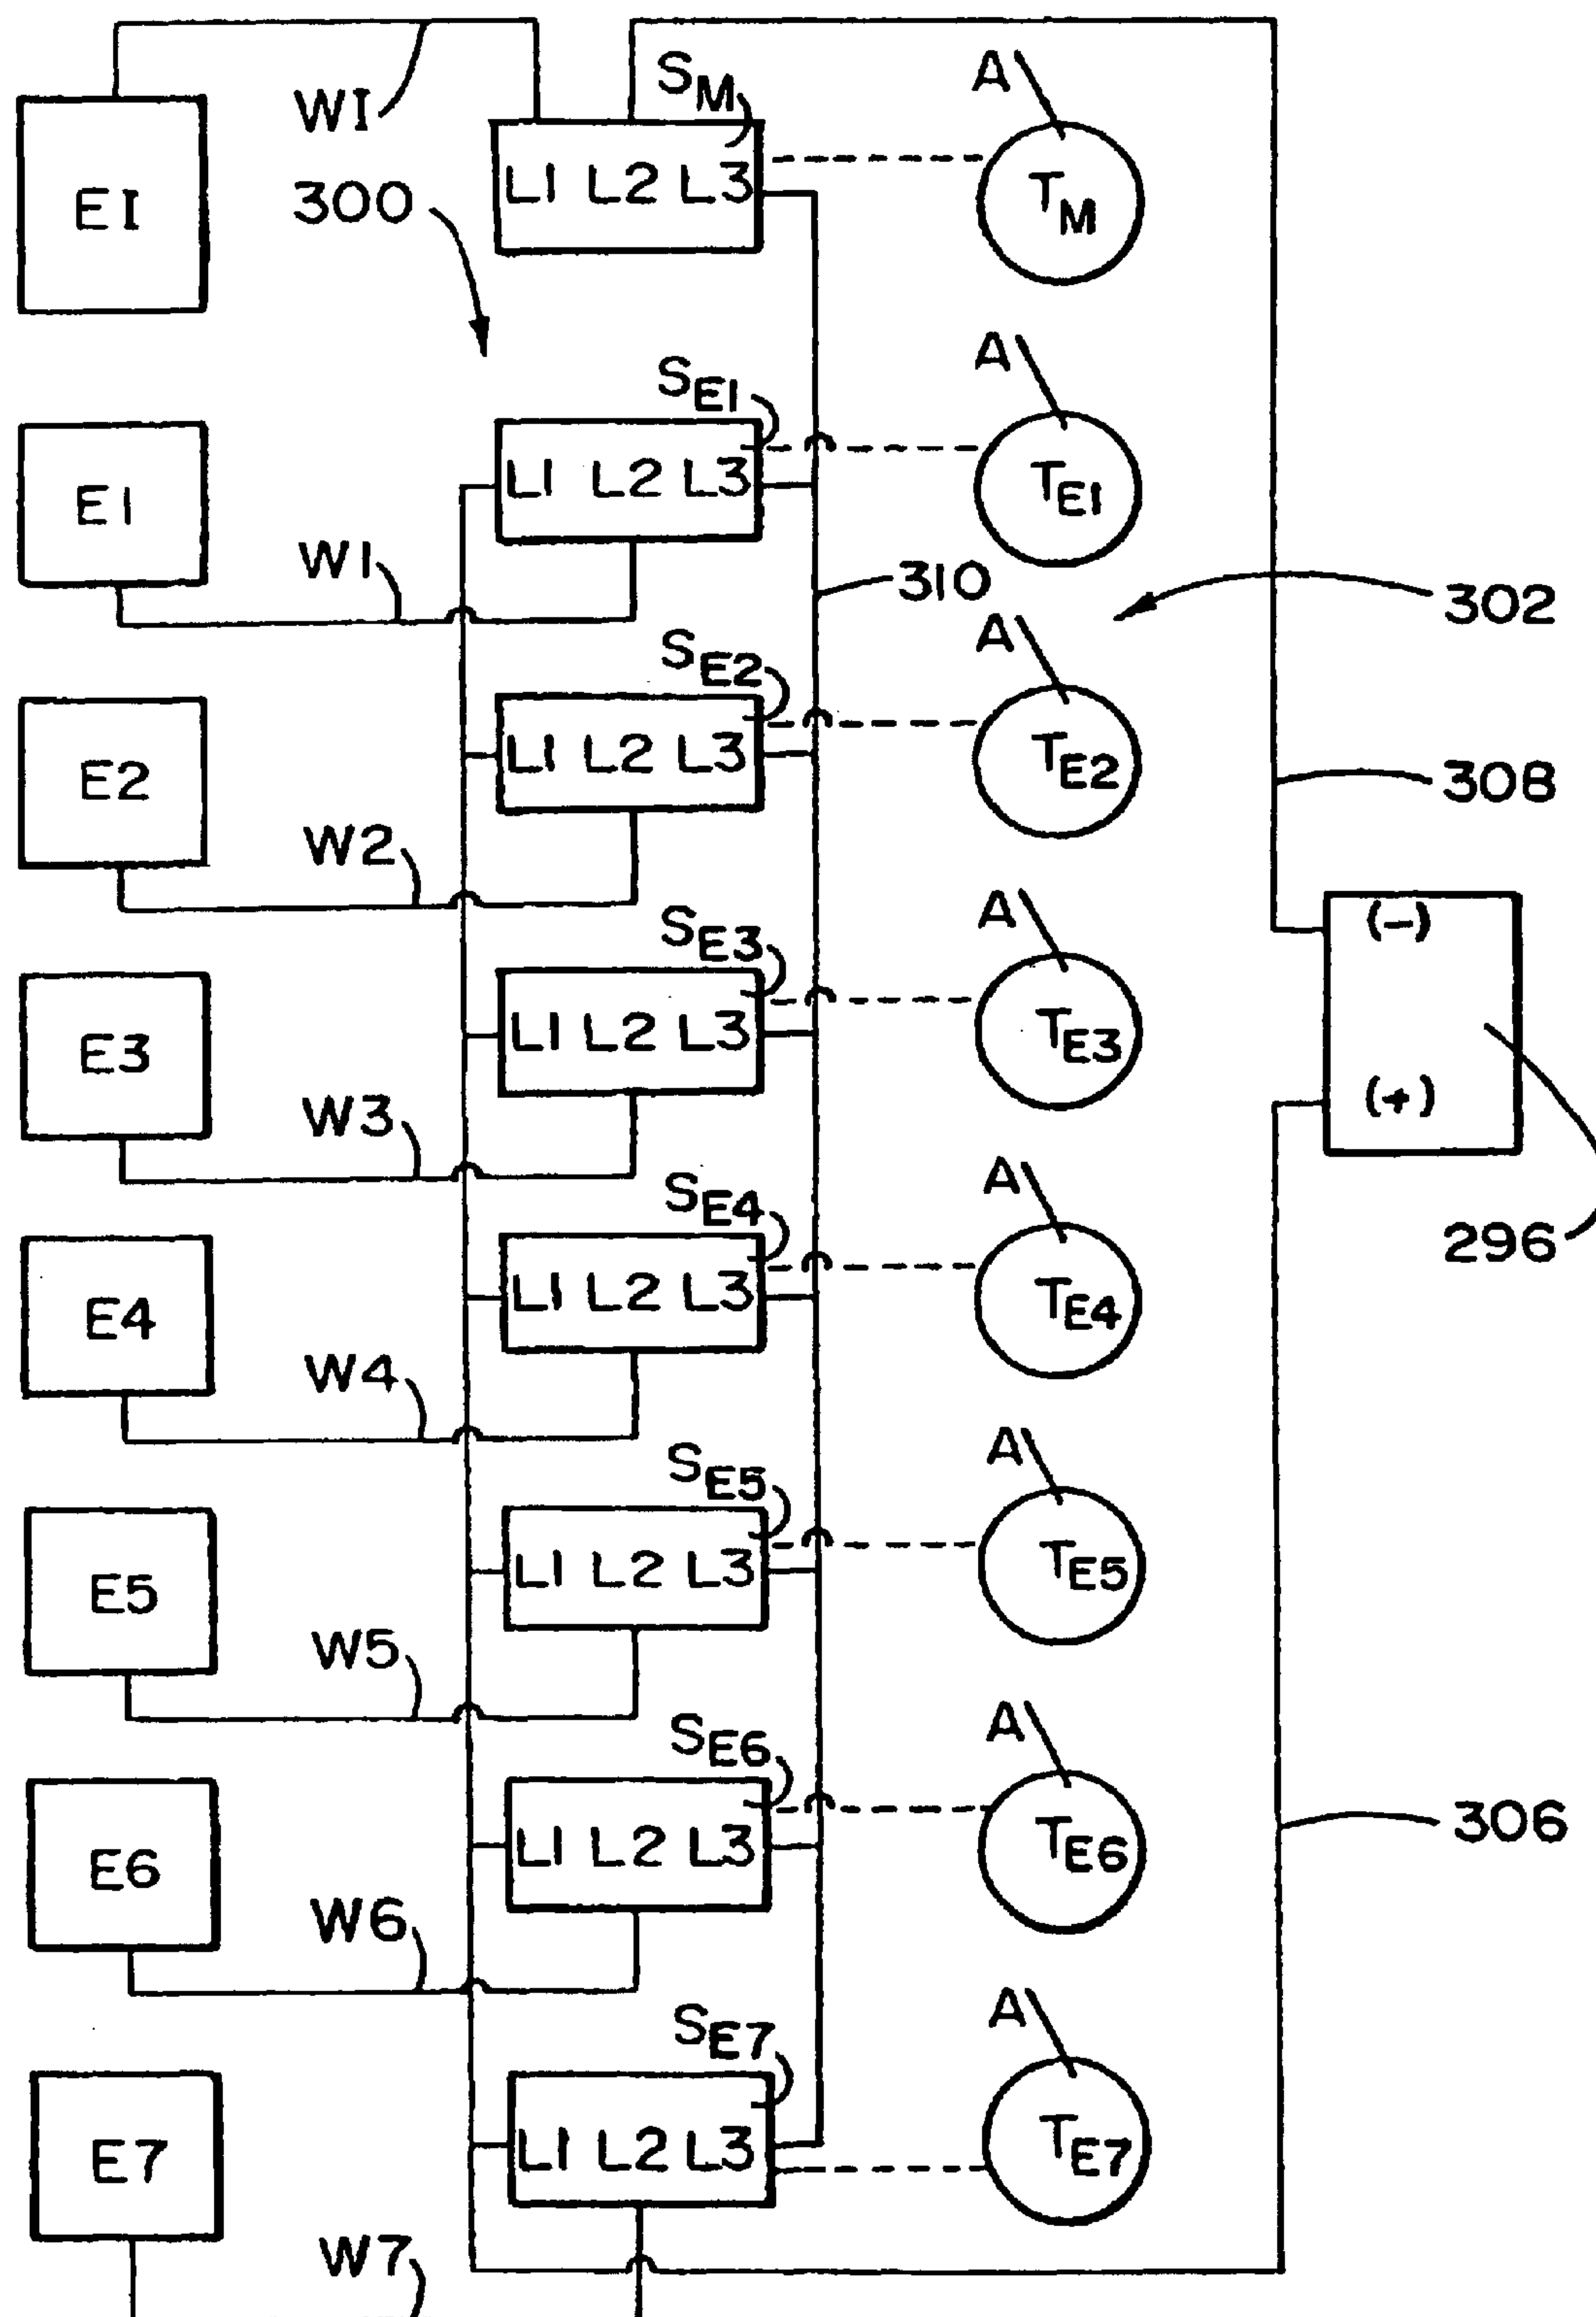 WI
S_M
A
EI
300
L1 L2 L3
T_M
S_E1
A
E1
L1 L2 L3
T_E1
W1
310
302
S_E2
A
E2
L1 L2 L3
T_E2
308
W2
S_E3
A
(-)
E3
L1 L2 L3
T_E3
(+)
W3
S_E4
A
296
E4
L1 L2 L3
T_E4
W4
S_E5
A
E5
L1 L2 L3
T_E5
W5
S_E6
A
E6
L1 L2 L3
T_E6
306
W6
S_E7
A
E7
L1 L2 L3
T_E7
W7